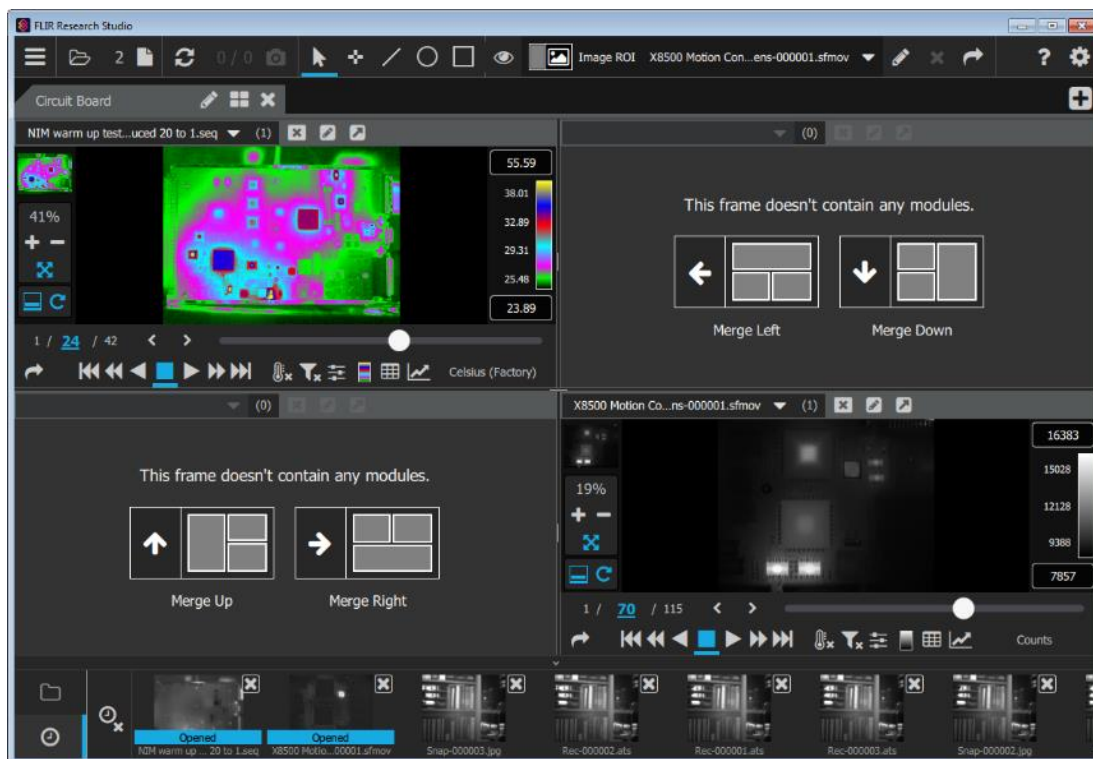 FLIR Research Studio
2 0 / 0 Image ROI X8500 Motion Con...ens-000001.sfmov ?
Circuit Board
NIM warm up test...uced 20 to 1.seq (1)
55.59
38.01
41%
32.89
29.31
25.48
23.89
1 / 24 / 42
Celsius (Factory)
(0)
This frame doesn't contain any modules.
Merge Left Merge Down
(0)
This frame doesn't contain any modules.
Merge Up Merge Right
X8500 Motion Co...ns-000001.sfmov (1)
16383
15028
19%
12128
9388
7857
1 / 70 / 115
Counts
Opened Opened
NIM warm up ... 20 to 1.seq X8500 Motio...00001.sfmov Snap-000003.jpg Rec-000002.ats Rec-000001.ats Rec-000003.ats Snap-000002.jpg